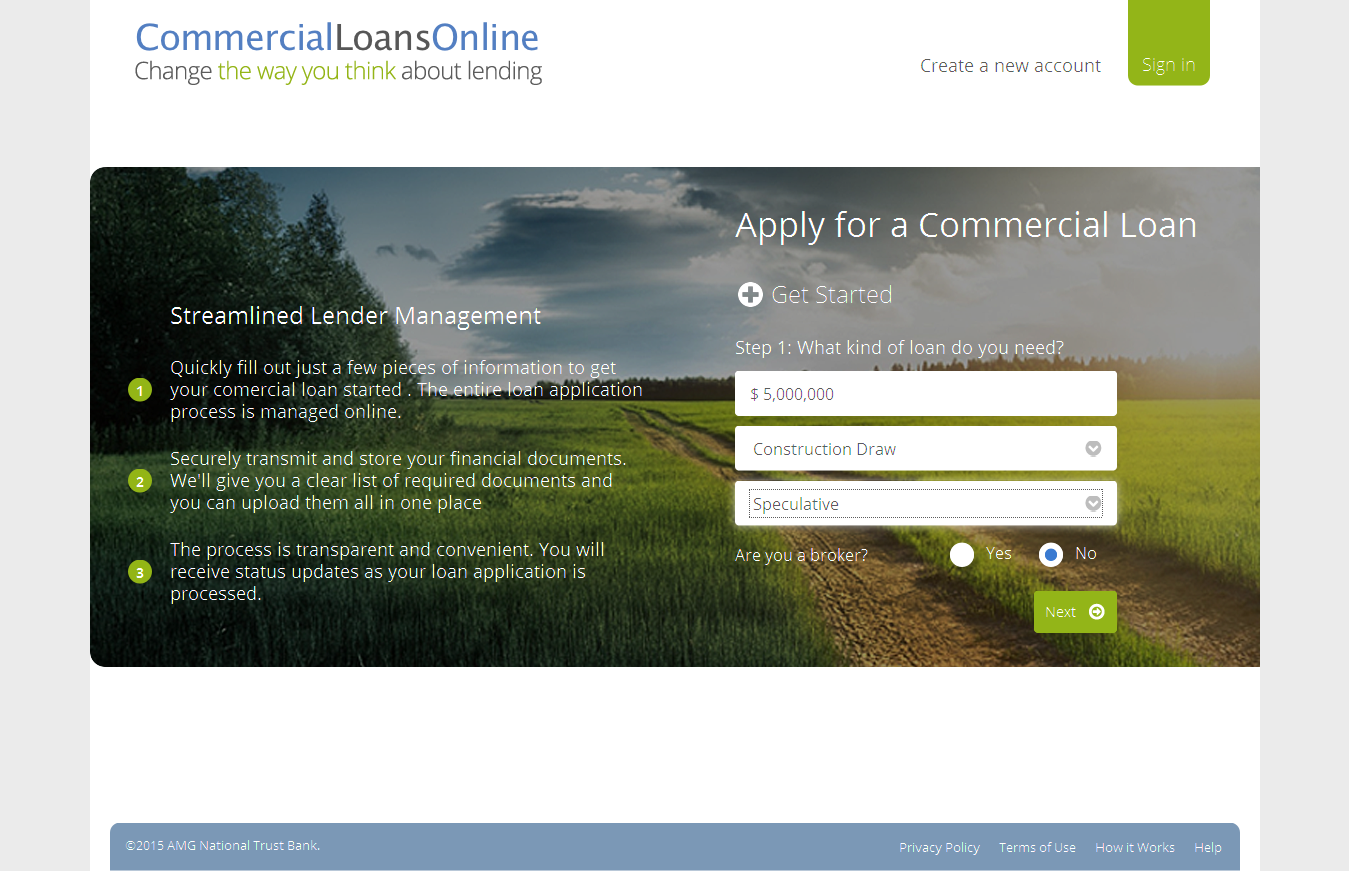 CommercialLoansOnline
Change the way you think about lending
Create a new account
Sign in
Streamlined Lender Management
1
Quickly fill out just a few pieces of information to get
your comercial loan started . The entire loan application
process is managed online.
2
Securely transmit and store your financial documents.
We'll give you a clear list of required documents and
you can upload them all in one place
3
The process is transparent and convenient. You will
receive status updates as your loan application is
processed.
Apply for a Commercial Loan
Get Started
Step 1: What kind of loan do you need?
$ 5,000,000
Construction Draw
Speculative
Are you a broker? Yes No
Next
©2015 AMG National Trust Bank.
Privacy Policy Terms of Use How it Works Help